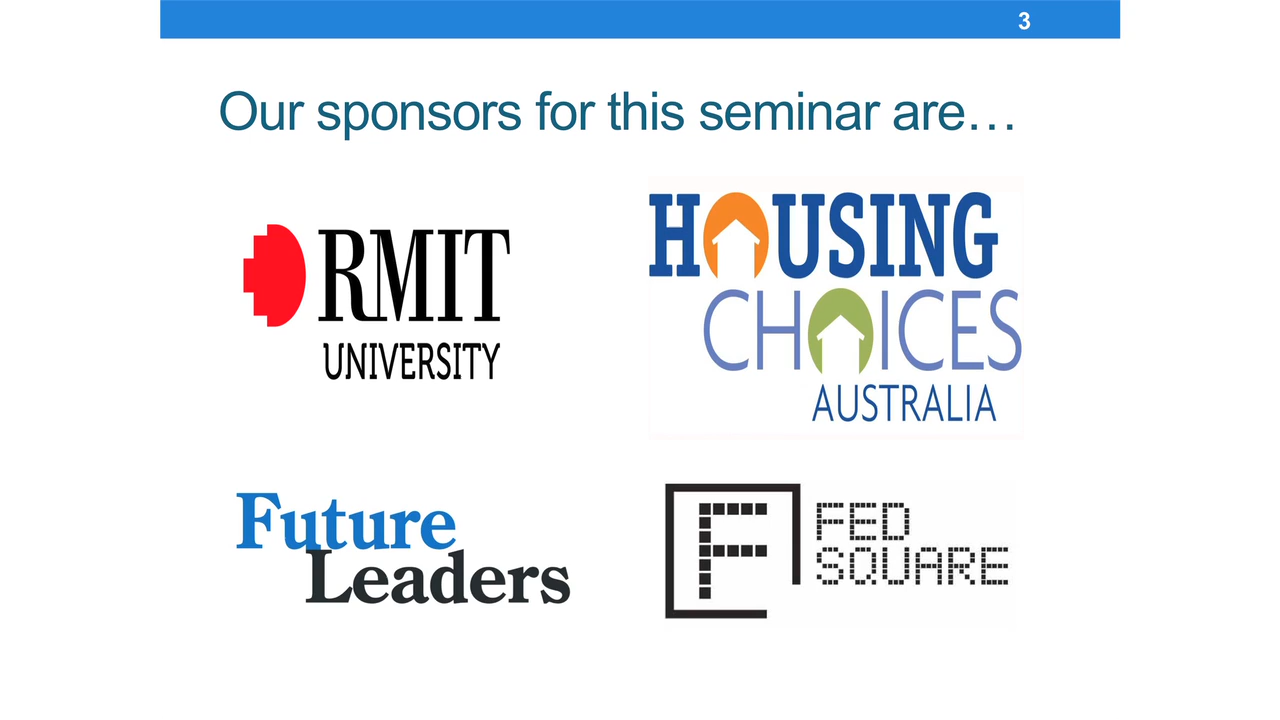 3
Our sponsors for this seminar are…
RMIT
UNIVERSITY
HOUSING
CHOICES
AUSTRALIA
Future
Leaders
F
FED
SQUARE